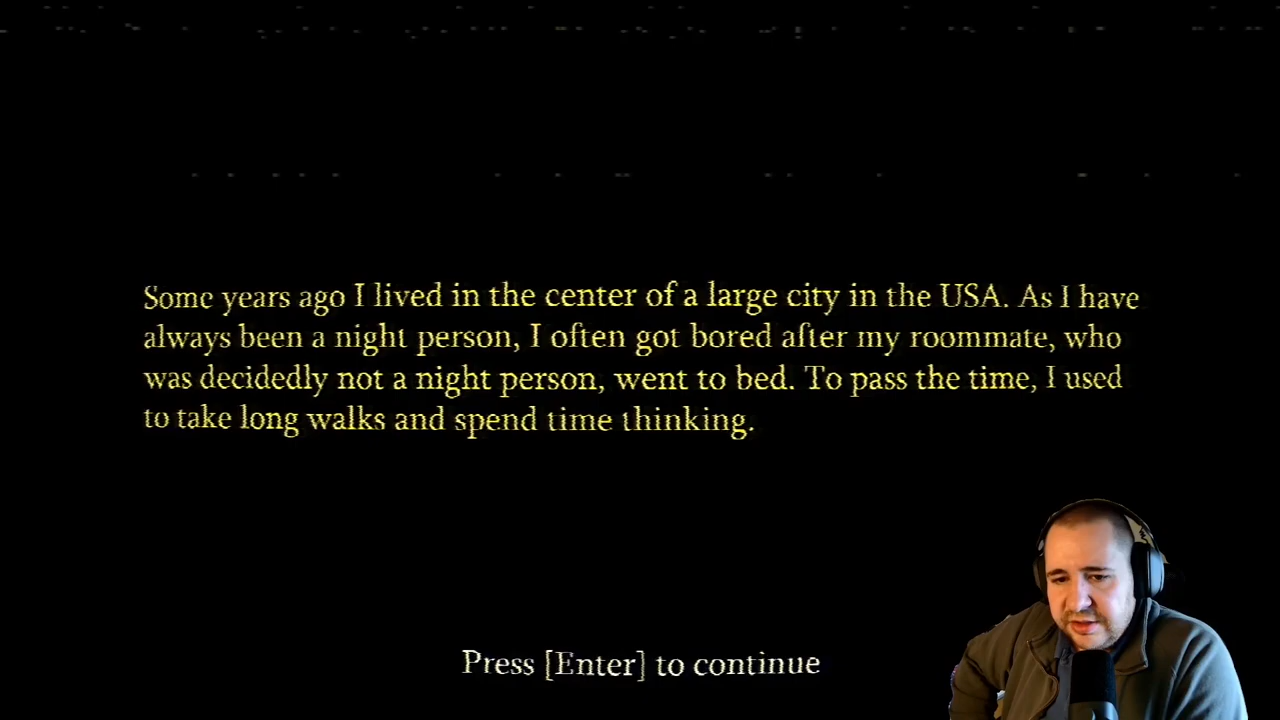 Some years ago I lived in the center of a large city in the USA. As I have
always been a night person, I often got bored after my roommate, who
was decidedly not a night person, went to bed. To pass the time, I used
to take long walks and spend time thinking.
Press [Enter] to continue